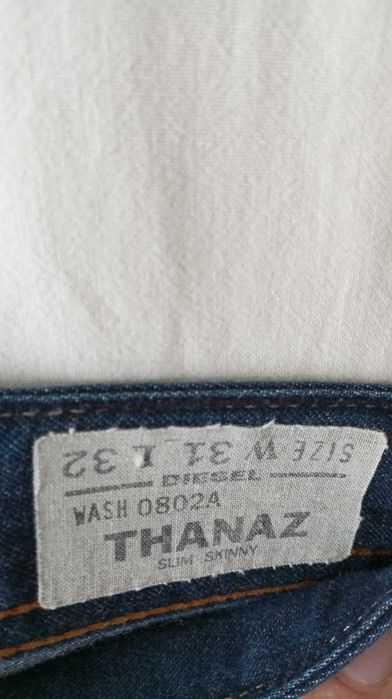 SIZE W 31 L 32
DIESEL
WASH 0802A
THANAZ
SLIM - SKINNY